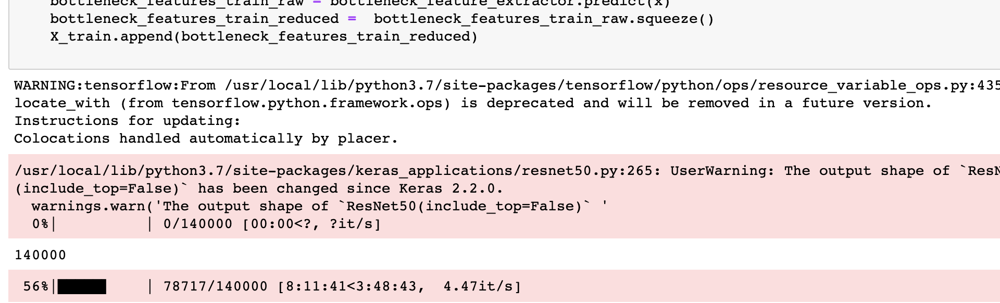 bottleneck_features_train_raw = bottleneck_feature_extractor.predict(x)
bottleneck_features_train_reduced =  bottleneck_features_train_raw.squeeze()
X_train.append(bottleneck_features_train_reduced)
WARNING:tensorflow:From /usr/local/lib/python3.7/site-packages/tensorflow/python/ops/resource_variable_ops.py:435
locate_with (from tensorflow.python.framework.ops) is deprecated and will be removed in a future version.
Instructions for updating:
Colocations handled automatically by placer.
/usr/local/lib/python3.7/site-packages/keras_applications/resnet50.py:265: UserWarning: The output shape of `ResN
(include_top=False)` has been changed since Keras 2.2.0.
warnings.warn('The output shape of `ResNet50(include_top=False)` '
0%|          | 0/140000 [00:00<?, ?it/s]
140000
56%|█████▌    | 78717/140000 [8:11:41<3:48:43,  4.47it/s]